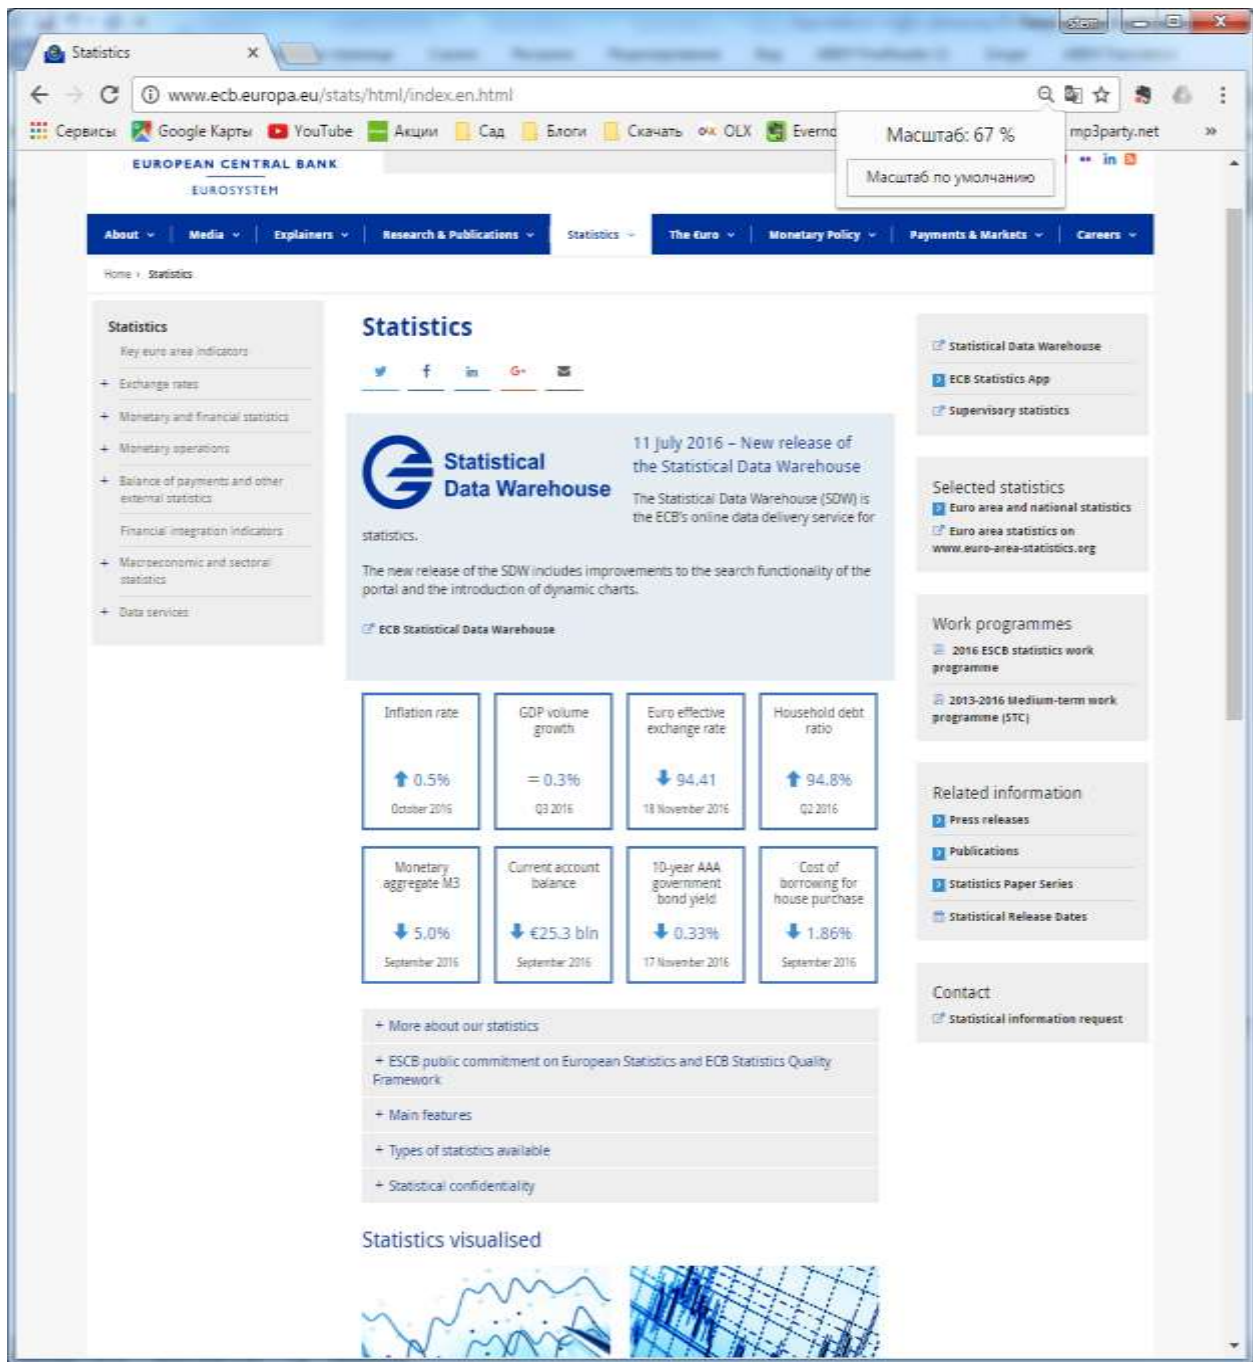 stem
Statistics
www.ecb.europa.eu/stats/html/index.en.html
Сервисы Google Карты YouTube Акции Сад Блоги Скачать OLX Everno mp3party.net »
Масштаб: 67 %
Масштаб по умолчанию
EUROPEAN CENTRAL BANK
EUROSYSTEM
About Media Explainers Research & Publications Statistics The €uro Monetary Policy Payments & Markets Careers
Home › Statistics
Statistics
Key euro area indicators
+ Exchange rates
+ Monetary and financial statistics
+ Monetary operations
+ Balance of payments and other
external statistics
Financial integration indicators
+ Macroeconomic and sectoral
statistics
+ Data services
Statistics
Statistical
Data Warehouse
11 July 2016 – New release of
the Statistical Data Warehouse
The Statistical Data Warehouse (SDW) is
the ECB's online data delivery service for
statistics.
The new release of the SDW includes improvements to the search functionality of the
portal and the introduction of dynamic charts.
ECB Statistical Data Warehouse
Inflation rate
0.5%
October 2016
GDP volume
growth
= 0.3%
Q3 2016
Euro effective
exchange rate
94.41
18 November 2016
Household debt
ratio
94.8%
Q2 2016
Monetary
aggregate M3
5.0%
September 2016
Current account
balance
€25.3 bln
September 2016
10-year AAA
government
bond yield
0.33%
17 November 2016
Cost of
borrowing for
house purchase
1.86%
September 2016
+ More about our statistics
+ ESCB public commitment on European Statistics and ECB Statistics Quality
Framework
+ Main features
+ Types of statistics available
+ Statistical confidentiality
Statistics visualised
Statistical Data Warehouse
ECB Statistics App
Supervisory statistics
Selected statistics
Euro area and national statistics
Euro area statistics on
www.euro-area-statistics.org
Work programmes
2016 ESCB statistics work
programme
2013-2016 Medium-term work
programme (STC)
Related information
Press releases
Publications
Statistics Paper Series
Statistical Release Dates
Contact
Statistical information request